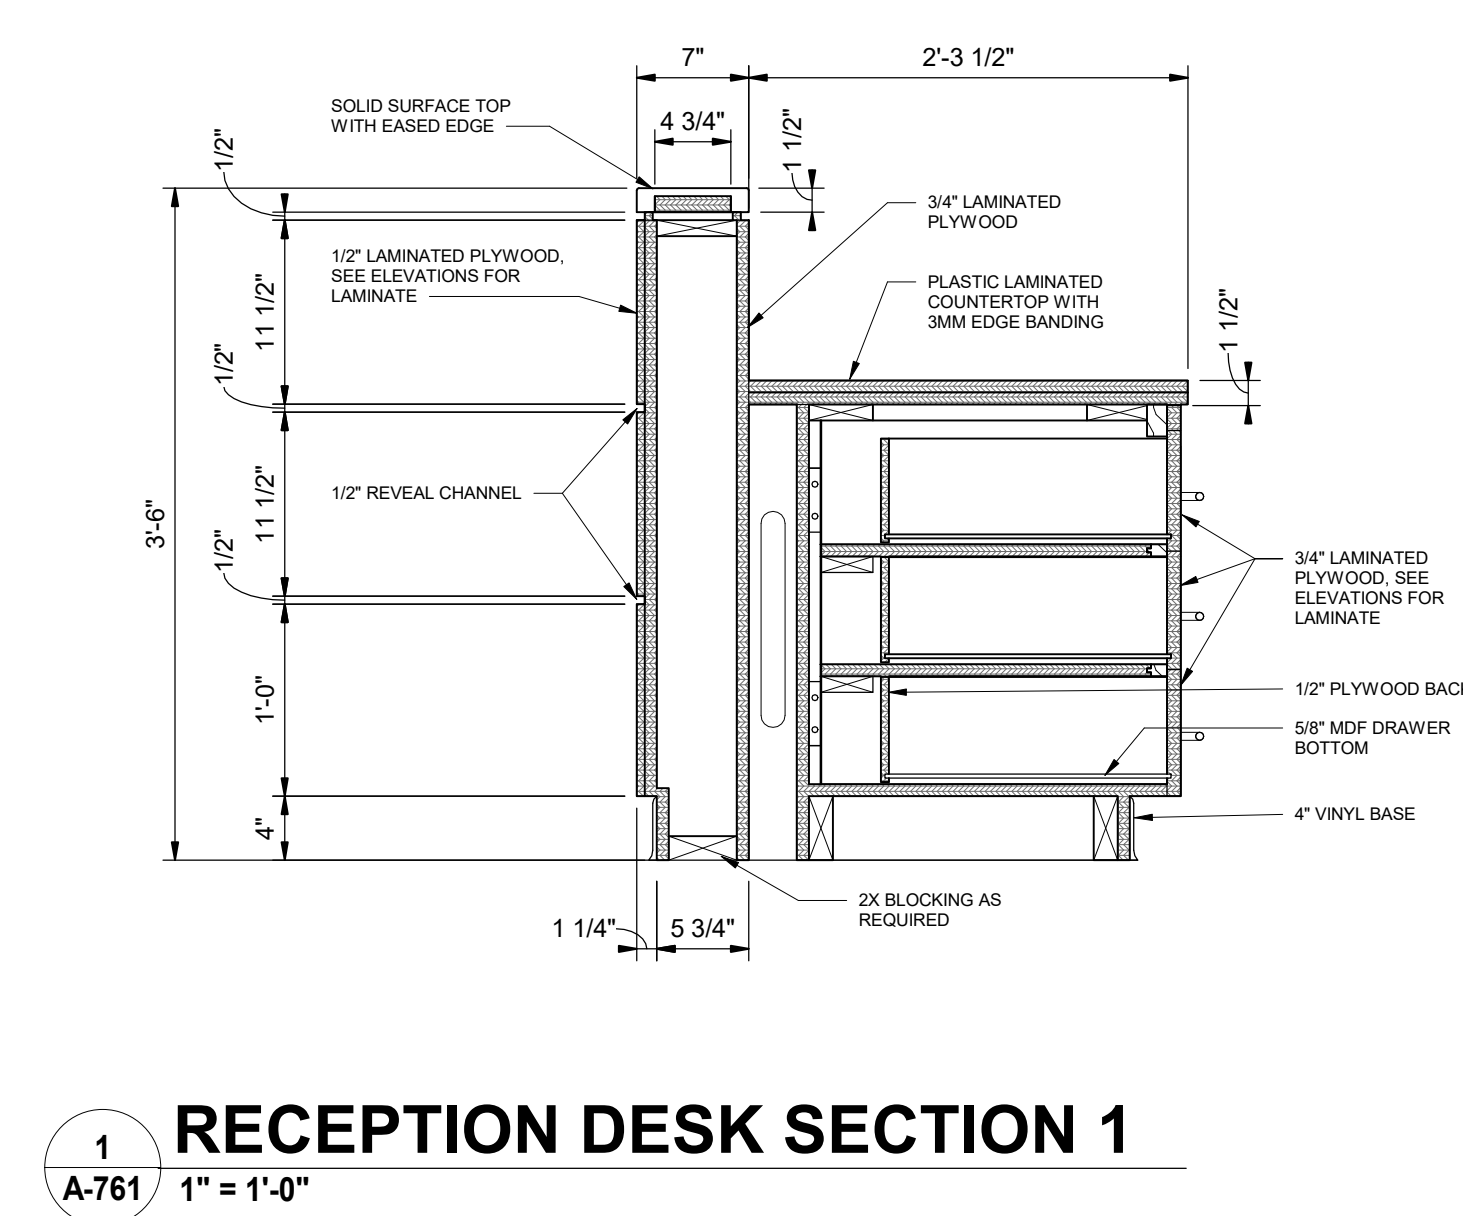 7"
2'-3 1/2"
SOLID SURFACE TOP
WITH EASED EDGE
4 3/4"
1 1/2"
1/2"
3/4" LAMINATED
PLYWOOD
1/2" LAMINATED PLYWOOD,
SEE ELEVATIONS FOR
LAMINATE
PLASTIC LAMINATED
COUNTERTOP WITH
3MM EDGE BANDING
11 1/2"
1 1/2"
1/2"
1/2" REVEAL CHANNEL
11 1/2"
3'-6"
1/2"
3/4" LAMINATED
PLYWOOD, SEE
ELEVATIONS FOR
LAMINATE
1'-0"
1/2" PLYWOOD BACK
5/8" MDF DRAWER
BOTTOM
4"
4" VINYL BASE
2X BLOCKING AS
REQUIRED
1 1/4"
5 3/4"
1
RECEPTION DESK SECTION 1
A-761
1" = 1'-0"